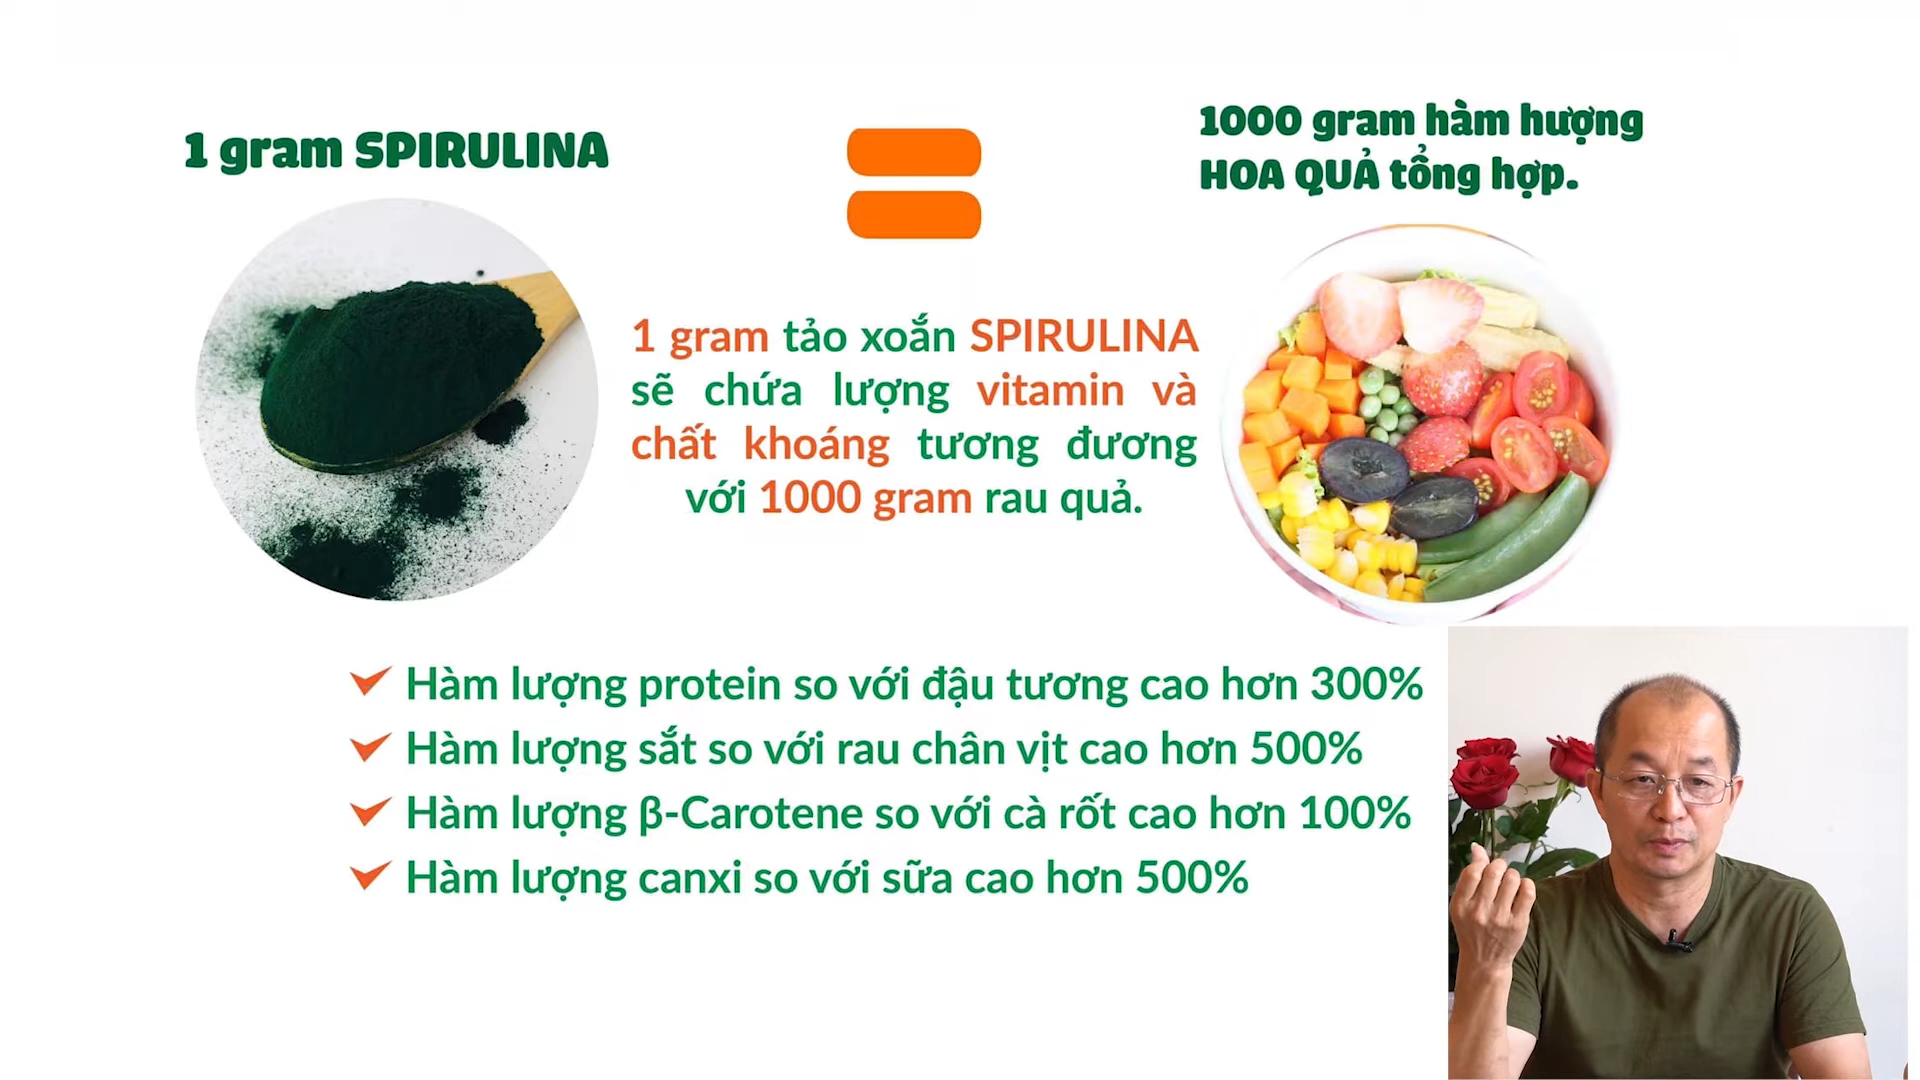 1 gram SPIRULINA
1000 gram hàm hượng
HOA QUẢ tổng hợp.
1 gram tảo xoắn SPIRULINA
sẽ chứa lượng vitamin và
chất khoáng tương đương
với 1000 gram rau quả.
Hàm lượng protein so với đậu tương cao hơn 300%
Hàm lượng sắt so với rau chân vịt cao hơn 500%
Hàm lượng β-Carotene so với cà rốt cao hơn 100%
Hàm lượng canxi so với sữa cao hơn 500%